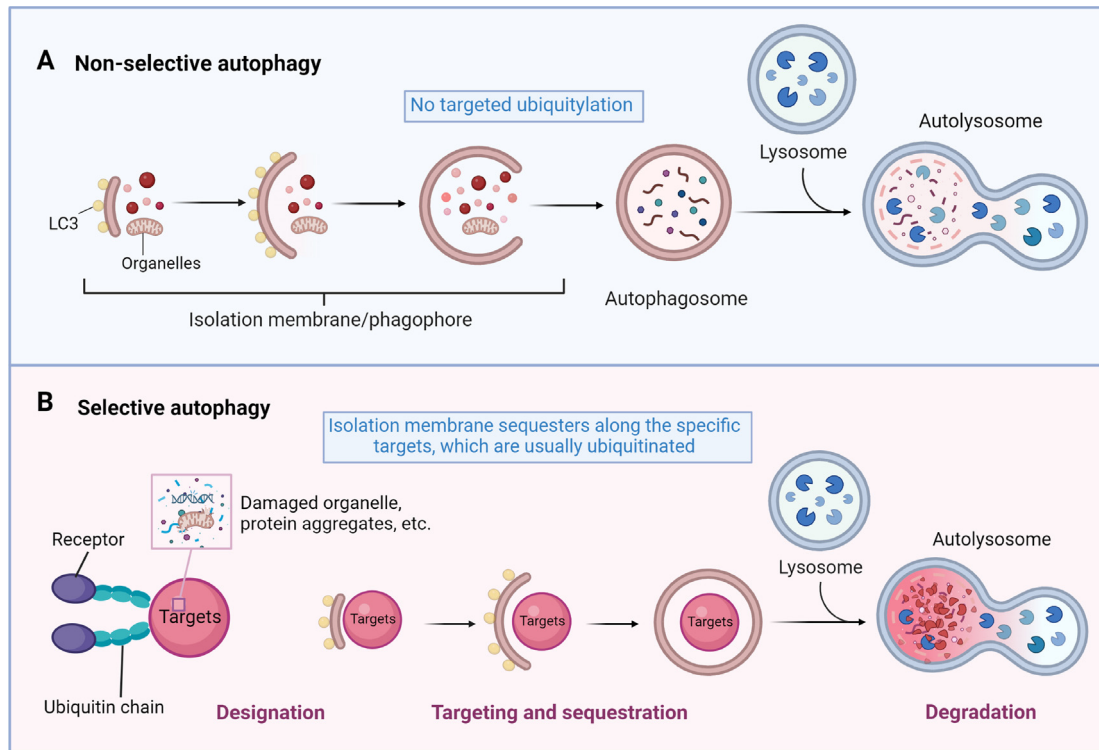 A Non-selective autophagy
No targeted ubiquitylation
Lysosome
Autolysosome
LC3
Organelles
Isolation membrane/phagophore
Autophagosome
B Selective autophagy
Isolation membrane sequesters along the specific
targets, which are usually ubiquitinated
Damaged organelle,
protein aggregates, etc.
Receptor
Targets
Ubiquitin chain
Targets
Targets
Targets
Lysosome
Autolysosome
Designation
Targeting and sequestration
Degradation